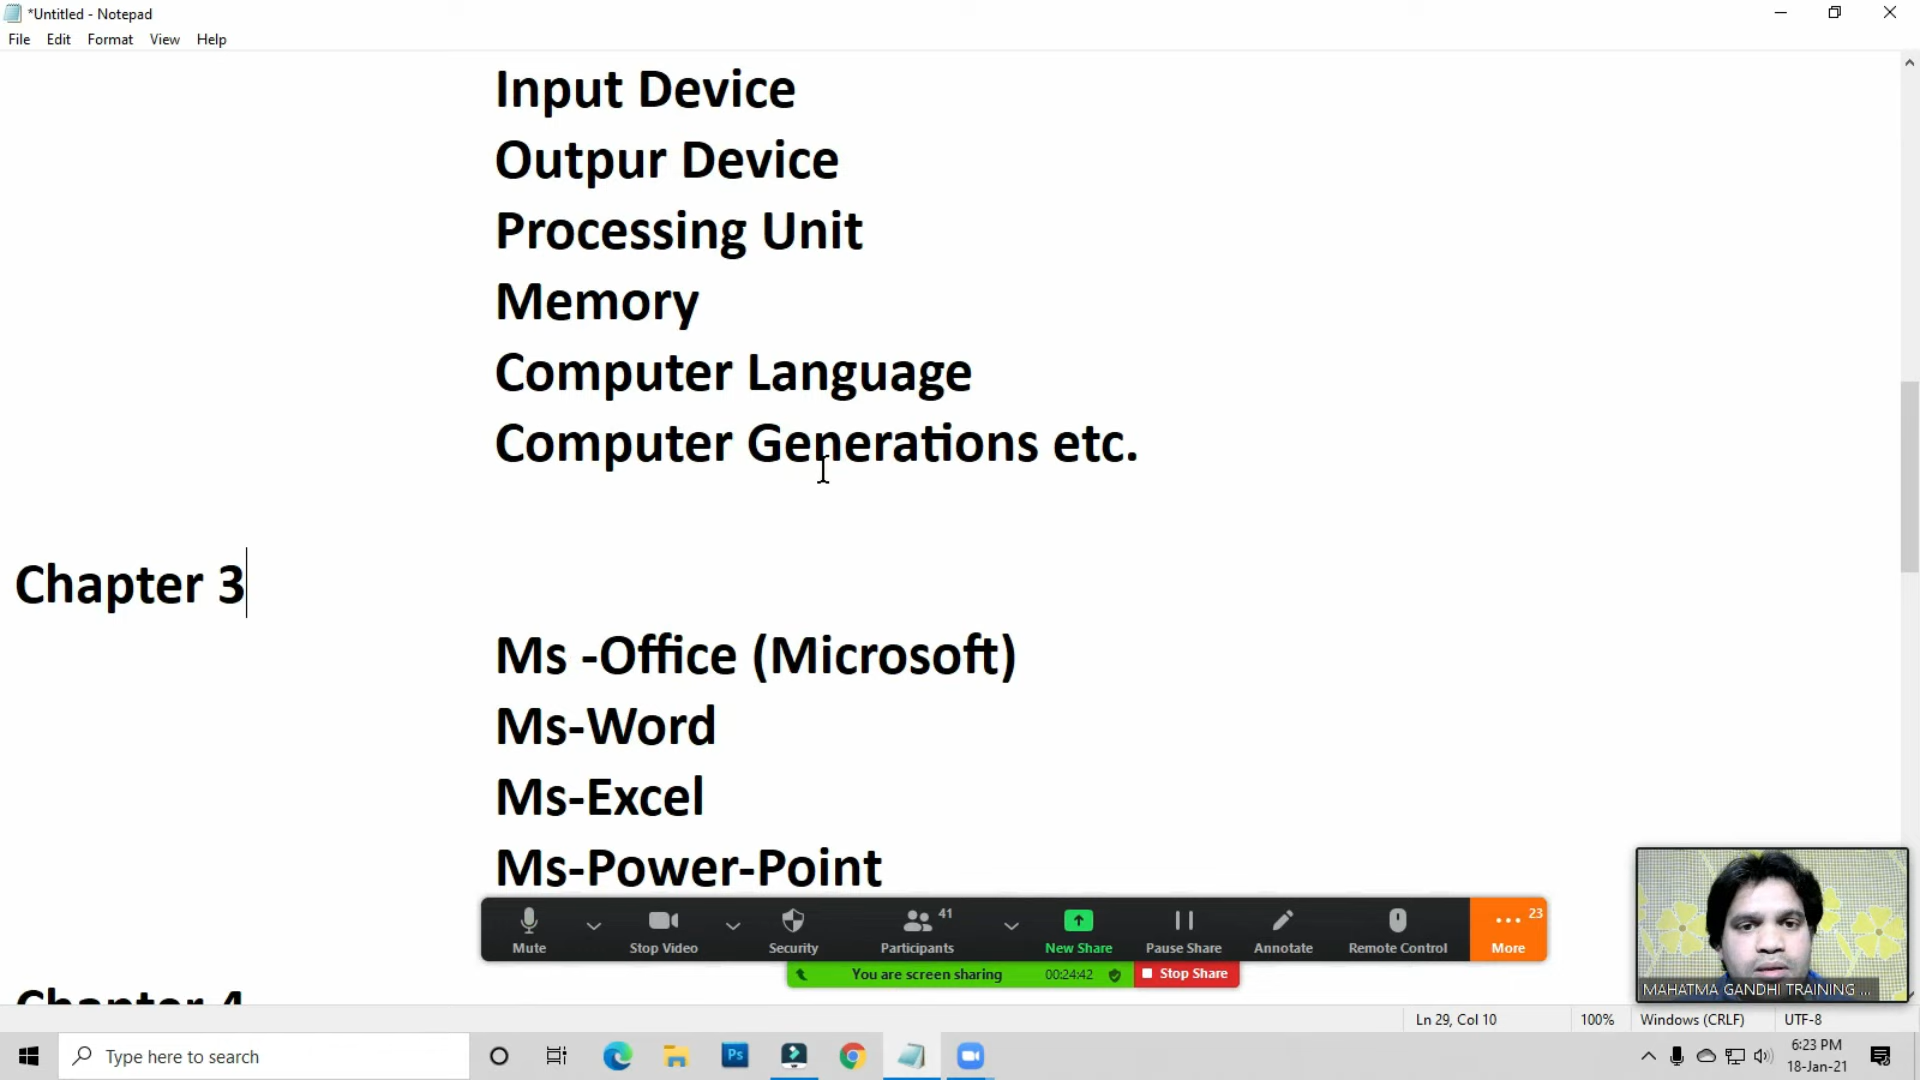 *Untitled - Notepad
File Edit Format View Help
Input Device
Outpur Device
Processing Unit
Memory
Computer Language
Computer Generations etc.
Chapter 3
Ms -Office (Microsoft)
Ms-Word
Ms-Excel
Ms-Power-Point
Chapter 4
41 23
Mute Stop Video Security Participants New Share Pause Share Annotate Remote Control More
You are screen sharing 00:24:42 Stop Share
MAHATMA GANDHI TRAINING ...
Ln 29, Col 10 100% Windows (CRLF) UTF-8
Type here to search
Ps
6:23 PM
18-Jan-21